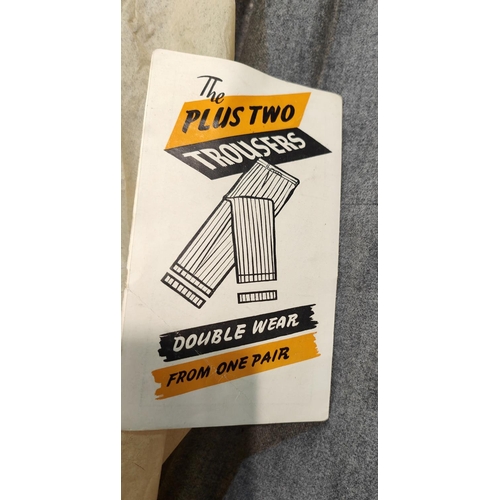 The
PLUS TWO
TROUSERS
DOUBLE WEAR
FROM ONE PAIR